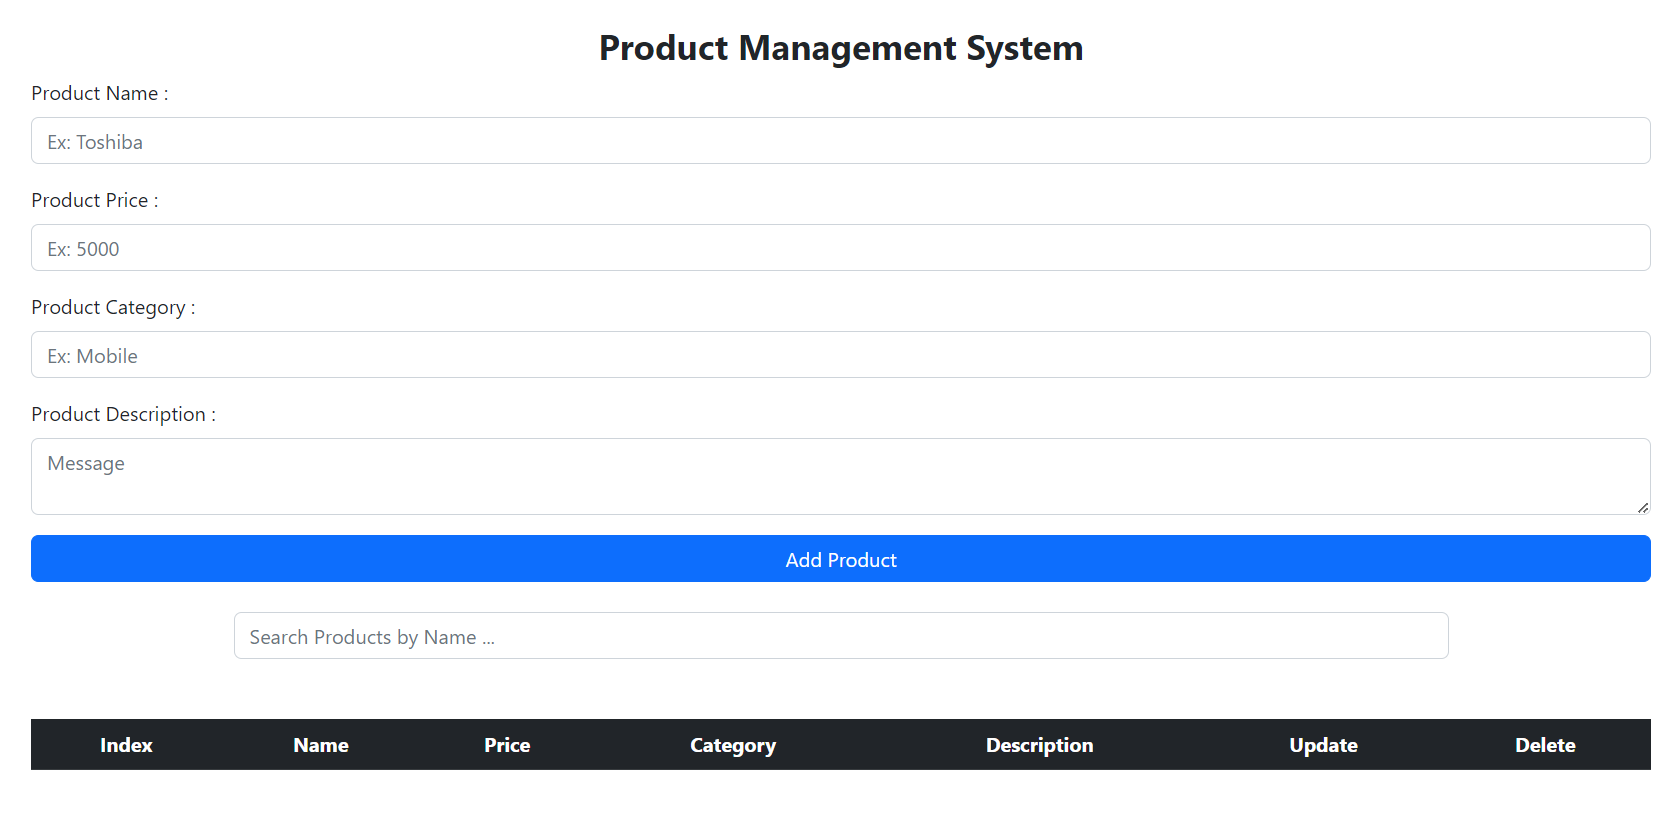 Product Management System
Product Name :
Ex: Toshiba
Product Price :
Ex: 5000
Product Category :
Ex: Mobile
Product Description :
Message
Add Product
Search Products by Name ...
Index Name Price Category Description Update Delete